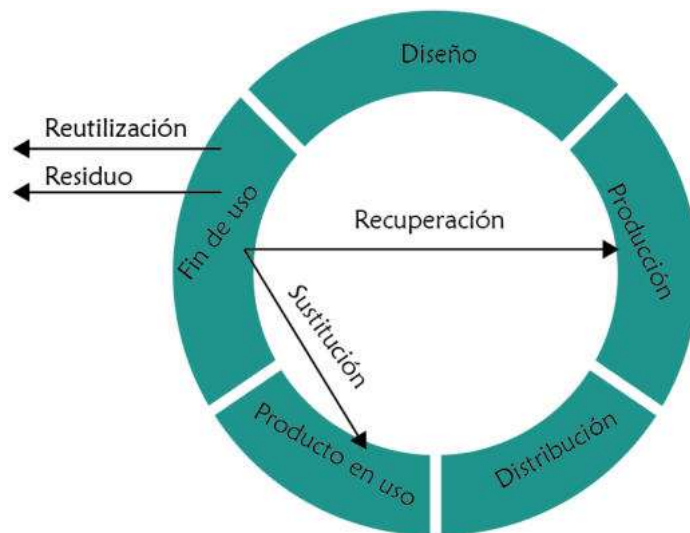 Diseño
Reutilización
Residuo
Fin de uso
Recuperación
Producción
Sustitución
Producto en uso
Distribución